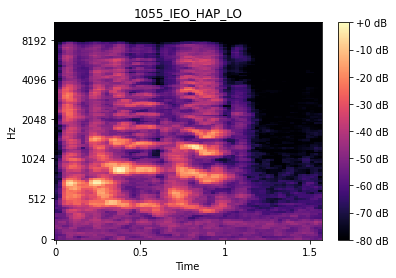 1055_IEO_HAP_LO
8192
4096
2048
1024
512
0
Hz
0
0.5
1
1.5
Time
+0 dB
-10 dB
-20 dB
-30 dB
-40 dB
-50 dB
-60 dB
-70 dB
-80 dB